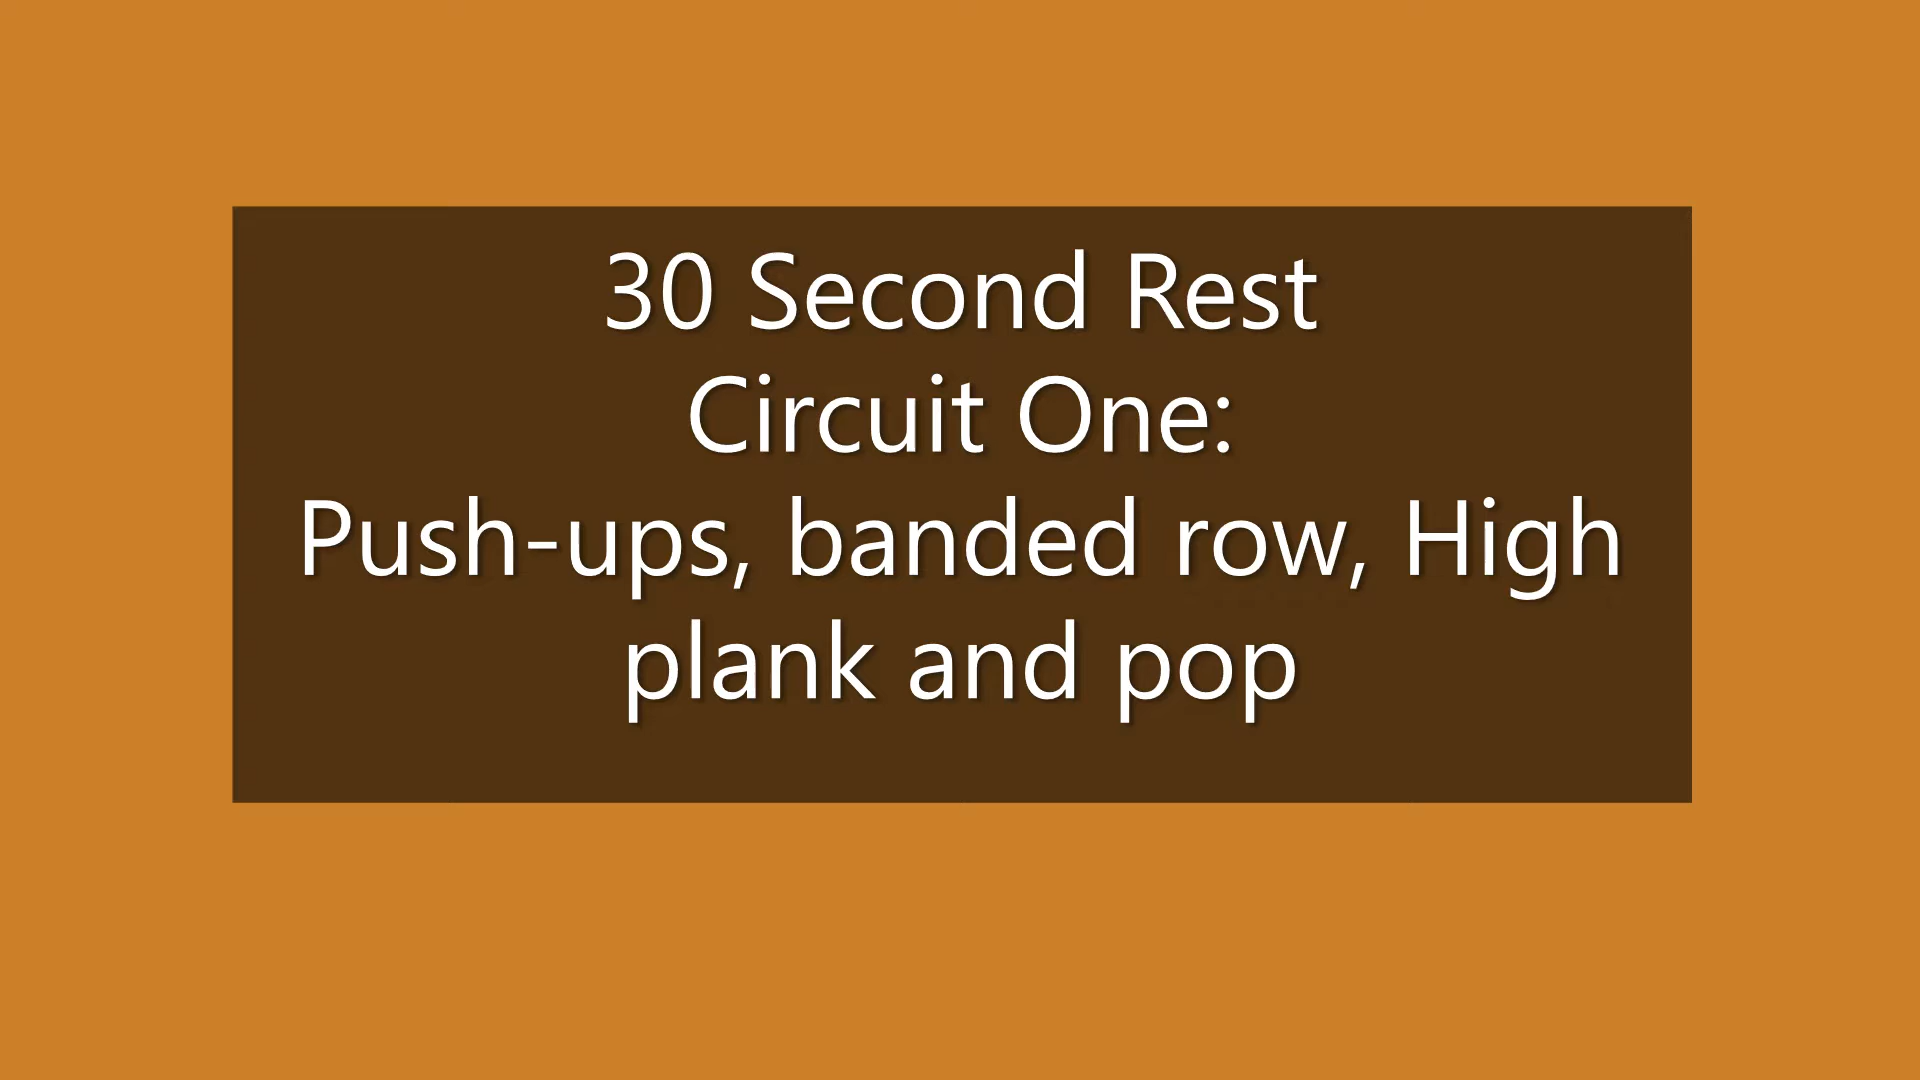 30 Second Rest
Circuit One:
Push-ups, banded row, High
plank and pop